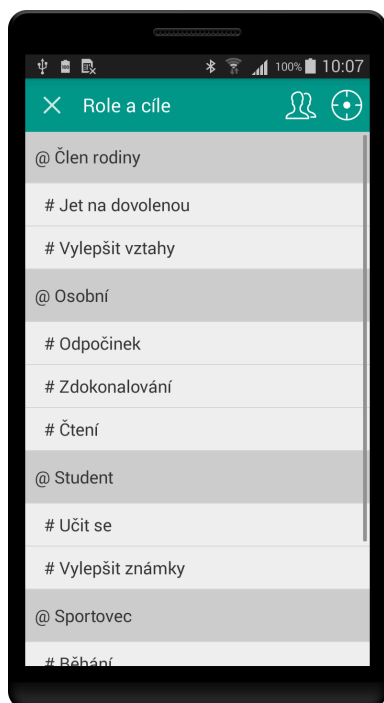 100% 10:07
Role a cíle
@ Člen rodiny
# Jet na dovolenou
# Vylepšit vztahy
@ Osobní
# Odpočinek
# Zdokonalování
# Čtení
@ Student
# Učit se
# Vylepšit známky
@ Sportovec
# Běhání